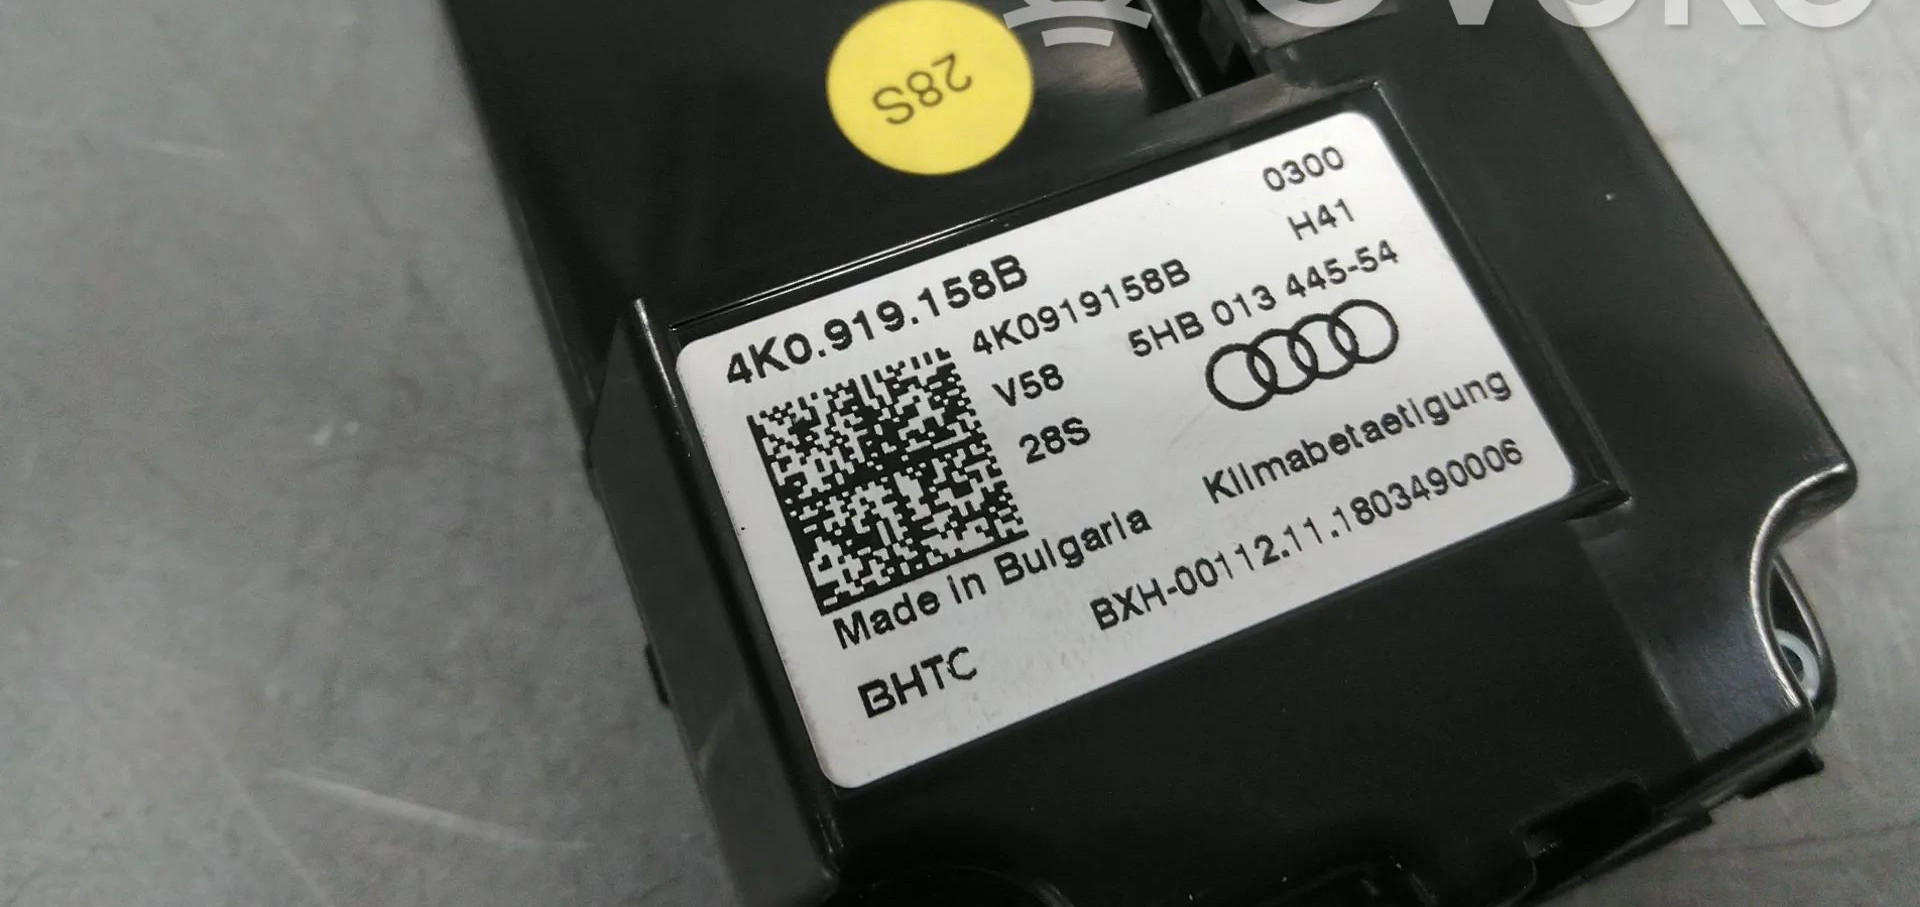 28S
0300
H41
4K0.919.158B
4K0919158B
5HB 013 445-54
V58
28S
Klimabetaetigung
Made in Bulgaria
BXH-00112.11.1803490006
BHTC